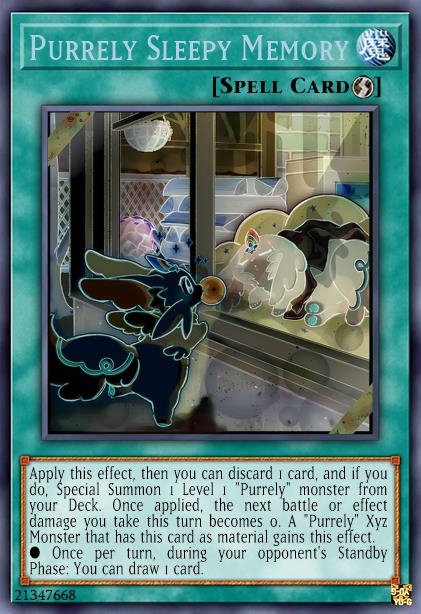 Purrely Sleepy Memory
魔
[Spell Card]
Apply this effect, then you can discard 1 card, and if you
do, Special Summon 1 Level 1 "Purrely" monster from
your Deck. Once applied, the next battle or effect
damage you take this turn becomes 0. A "Purrely" Xyz
Monster that has this card as material gains this effect.
● Once per turn, during your opponent's Standby
Phase: You can draw 1 card.
21347668